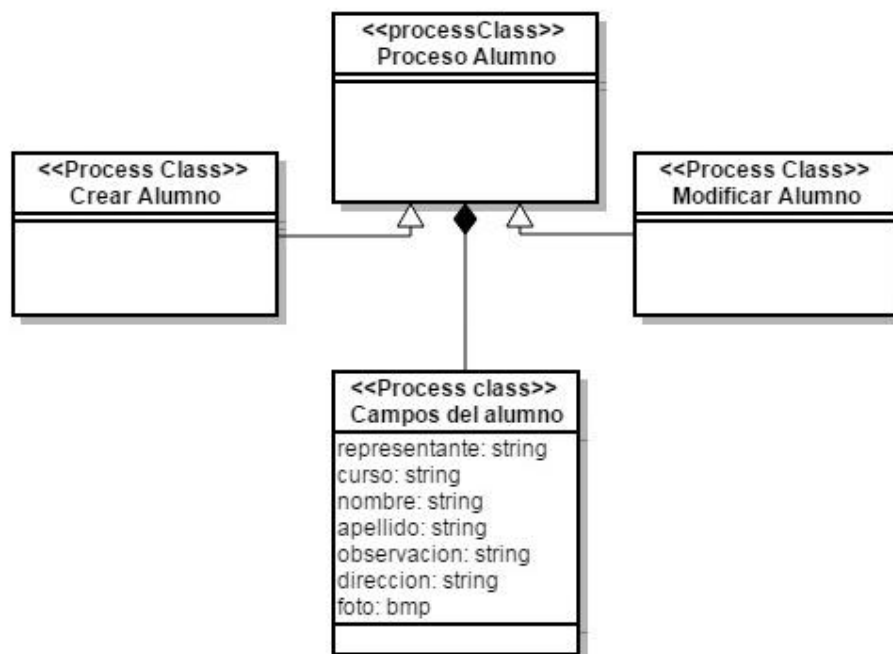 <<processClass>>
Proceso Alumno
<<Process Class>>
Crear Alumno
<<Process Class>>
Modificar Alumno
<<Process class>>
Campos del alumno
representante: string
curso: string
nombre: string
apellido: string
observacion: string
direccion: string
foto: bmp